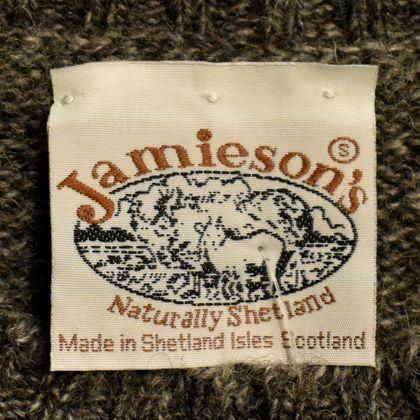 Jamieson's
S
Naturally Shetland
Made in Shetland Isles Scotland